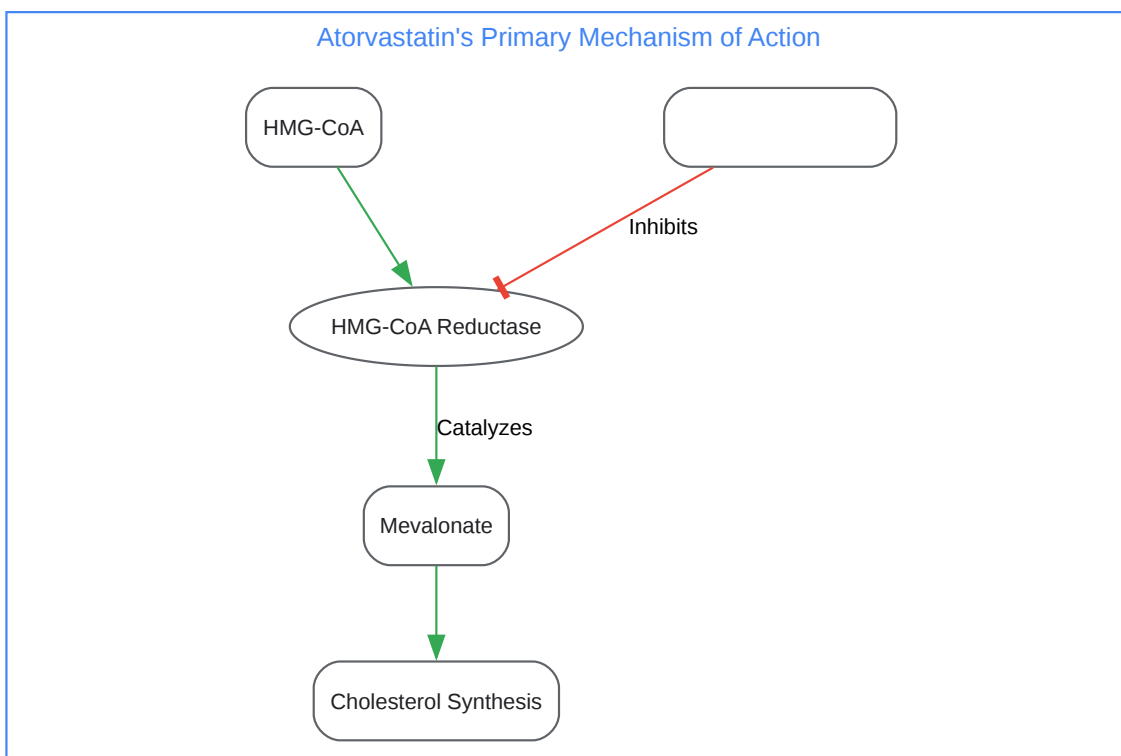 Atorvastatin's Primary Mechanism of Action
HMG-CoA
Inhibits
HMG-CoA Reductase
Catalyzes
Mevalonate
Cholesterol Synthesis